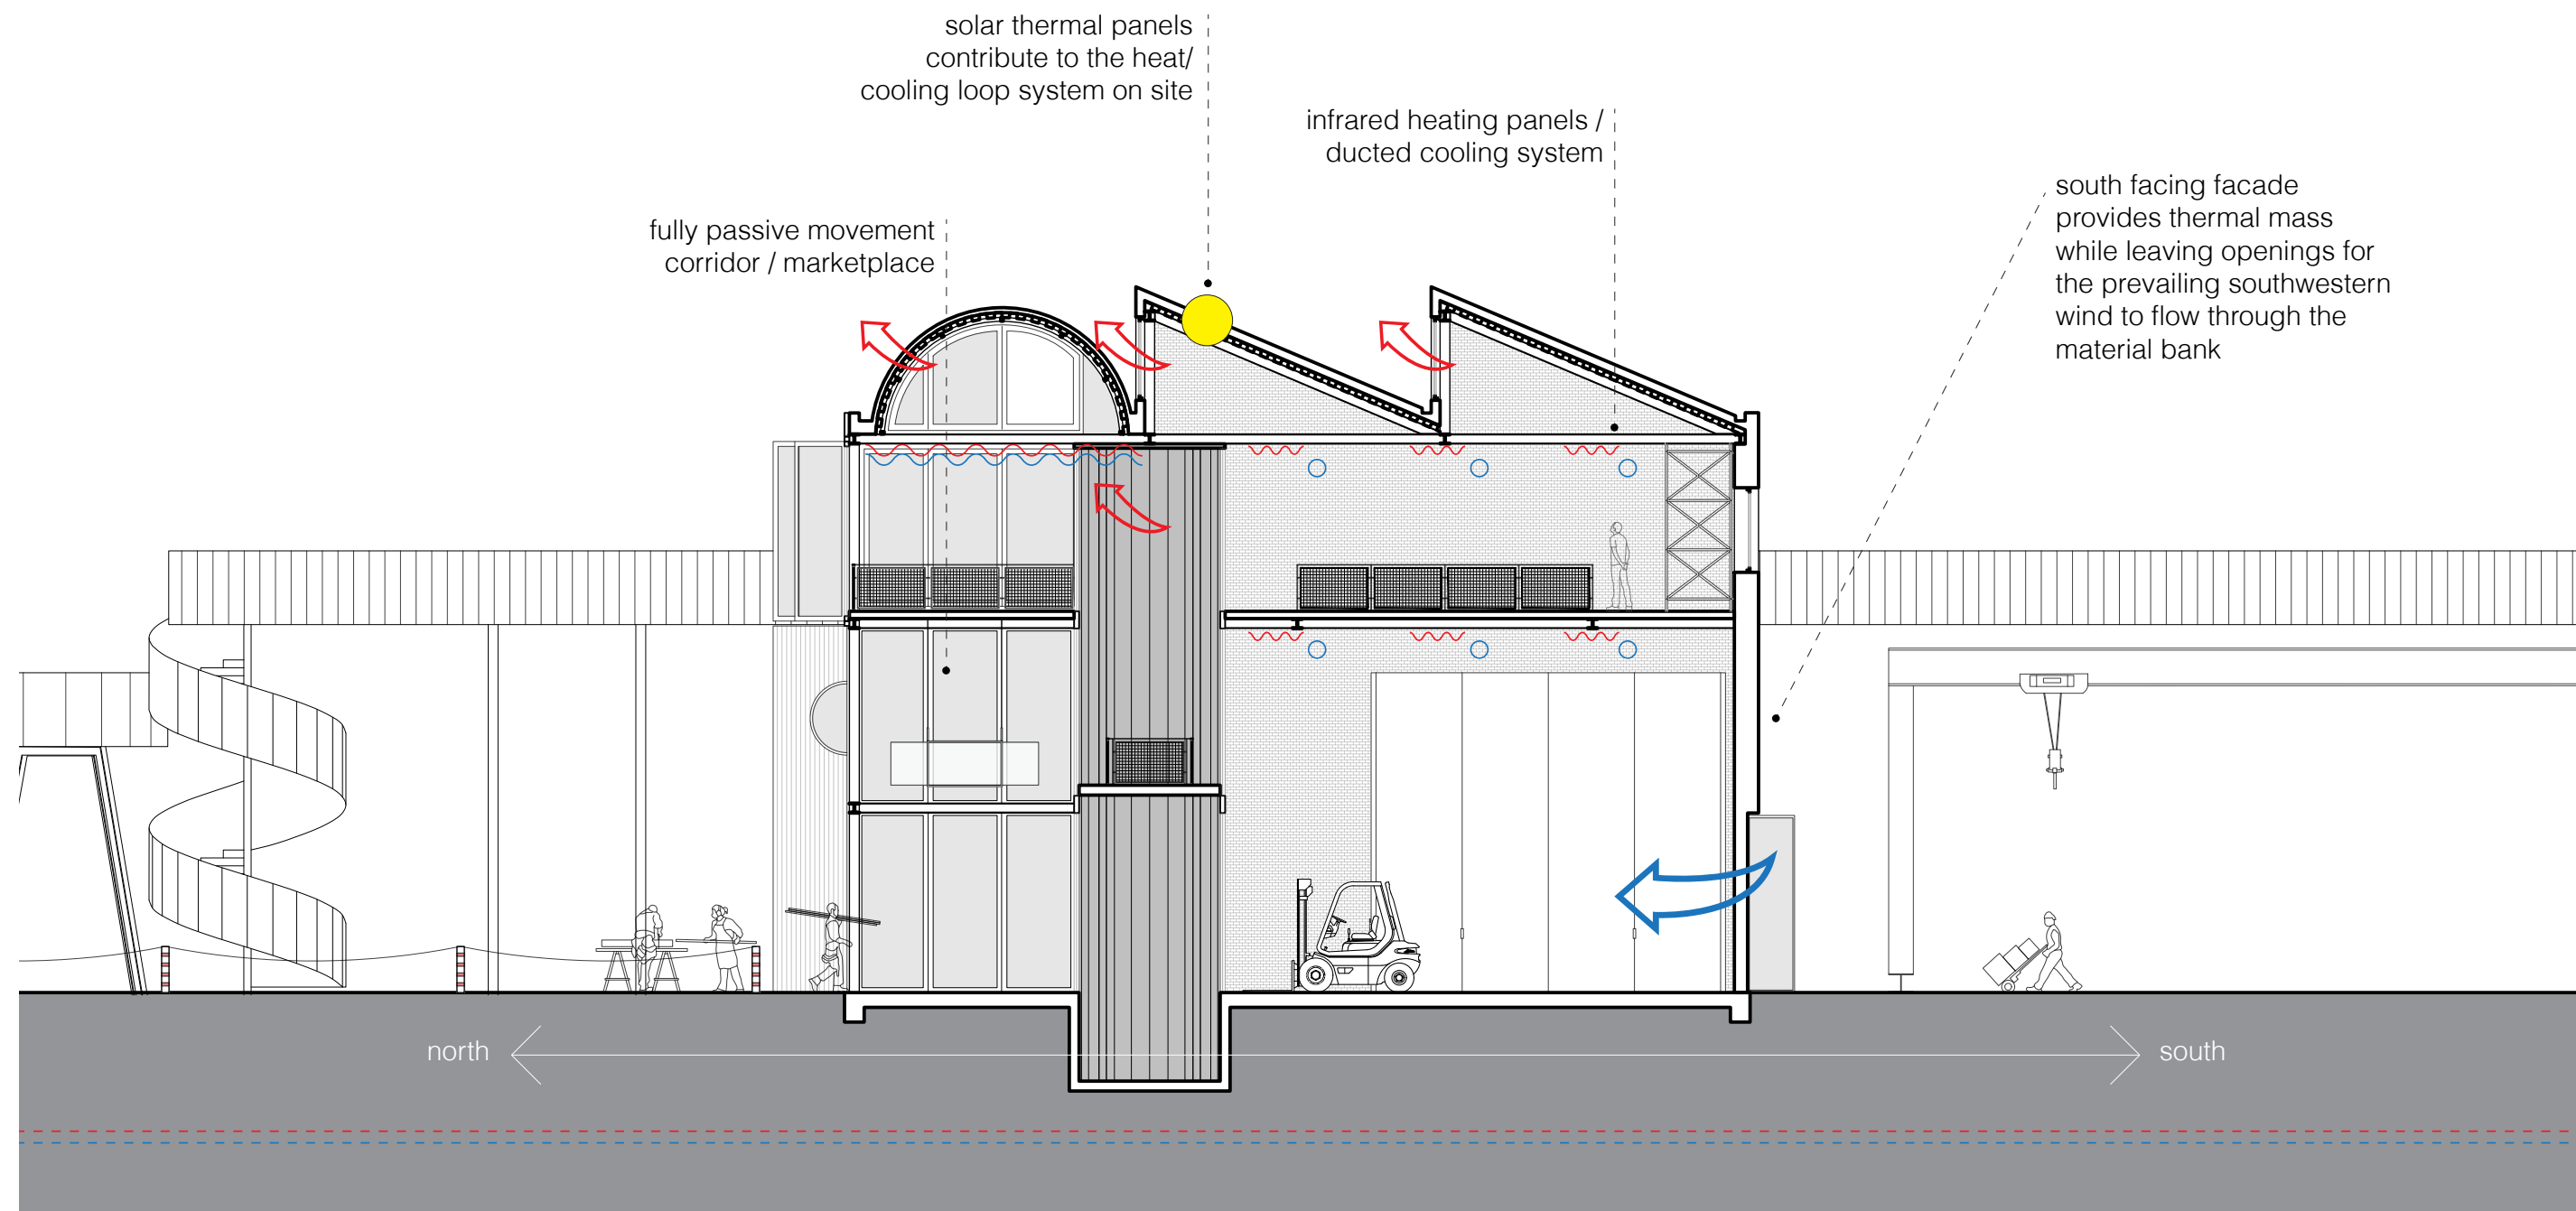 solar thermal panels
contribute to the heat/
cooling loop system on site
infrared heating panels /
ducted cooling system
south facing facade
provides thermal mass
while leaving openings for
the prevailing southwestern
wind to flow through the
material bank
fully passive movement
corridor / marketplace
north
south